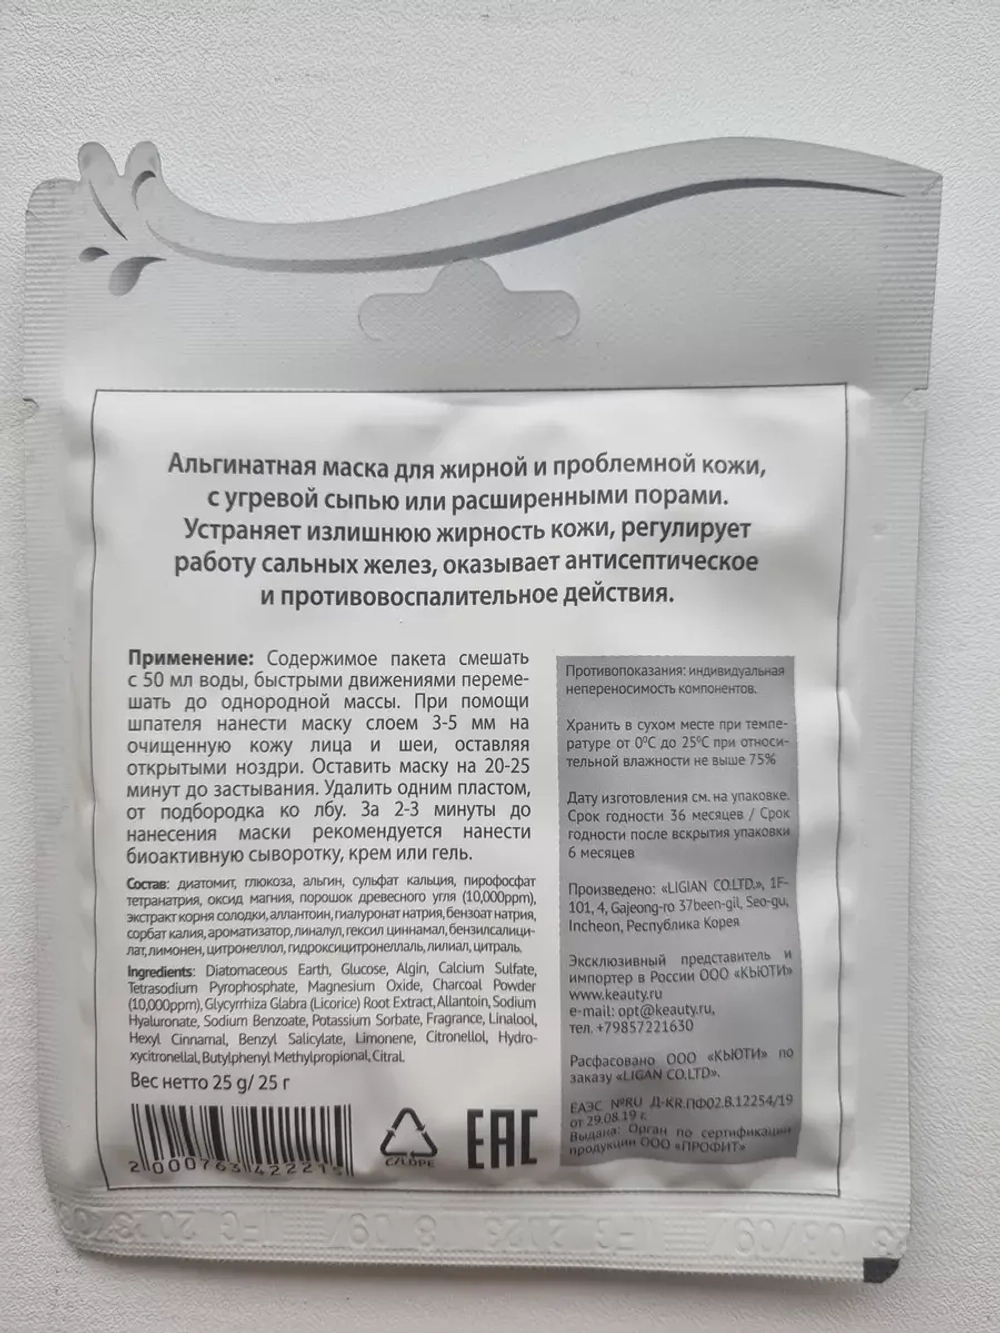 Альгинатная маска для жирной и проблемной кожи,
с угревой сыпью или расширенными порами.
Устраняет излишнюю жирность кожи, регулирует
работу сальных желез, оказывает антисептическое
и противовоспалительное действия.
Применение: Содержимое пакета смешать
с 50 мл воды, быстрыми движениями переме-
шать до однородной массы. При помощи
шпателя нанести маску слоем 3-5 мм на
очищенную кожу лица и шеи, оставляя
открытыми ноздри. Оставить маску на 20-25
минут до застывания. Удалить одним пластом,
от подбородка ко лбу. За 2-3 минуты до
нанесения маски рекомендуется нанести
биоактивную сыворотку, крем или гель.
Состав: диатомит, глюкоза, альгин, сульфат кальция, пирофосфат
тетранатрия, оксид магния, порошок древесного угля (10,000ppm),
экстракт корня солодки, аллантоин, гиалуронат натрия, бензоат натрия,
сорбат калия, ароматизатор, линалул, гексил циннамал, бензилсалици-
лат, лимонен, цитронеллол, гидроксицитронеллаль, лилиал, цитраль.
Ingredients: Diatomaceous Earth, Glucose, Algin, Calcium Sulfate,
Tetrasodium Pyrophosphate, Magnesium Oxide, Charcoal Powder
(10,000ppm), Glycyrrhiza Glabra (Licorice) Root Extract, Allantoin, Sodium
Hyaluronate, Sodium Benzoate, Potassium Sorbate, Fragrance, Linalool,
Hexyl Cinnamal, Benzyl Salicylate, Limonene, Citronellol, Hydro-
xycitronellal, Butylphenyl Methylpropional, Citral.
Вес нетто 25 g/ 25 г
C/LDPE
EAC
Противопоказания: индивидуальная
непереносимость компонентов.
Хранить в сухом месте при темпе-
ратуре от 0⁰С до 25⁰С при относи-
тельной влажности не выше 75%
Дату изготовления см. на упаковке.
Срок годности 36 месяцев / Срок
годности после вскрытия упаковки
6 месяцев
Произведено: «LIGIAN CO.LTD.», 1F-
101, 4, Gajeong-ro 37been-gil, Seo-gu,
Incheon, Республика Корея
Эксклюзивный представитель и
импортер в России ООО «КЬЮТИ»
www.keauty.ru
e-mail: opt@keauty.ru,
тел. +79857221630
Расфасовано ООО «КЬЮТИ» по
заказу «LIGAN CO.LTD».
ЕАЭС №RU Д-KR.ПФ02.В.12254/19
от 29.08.19 г.
Выдана: Орган по сертификации
продукции ООО «ПРОФИТ»